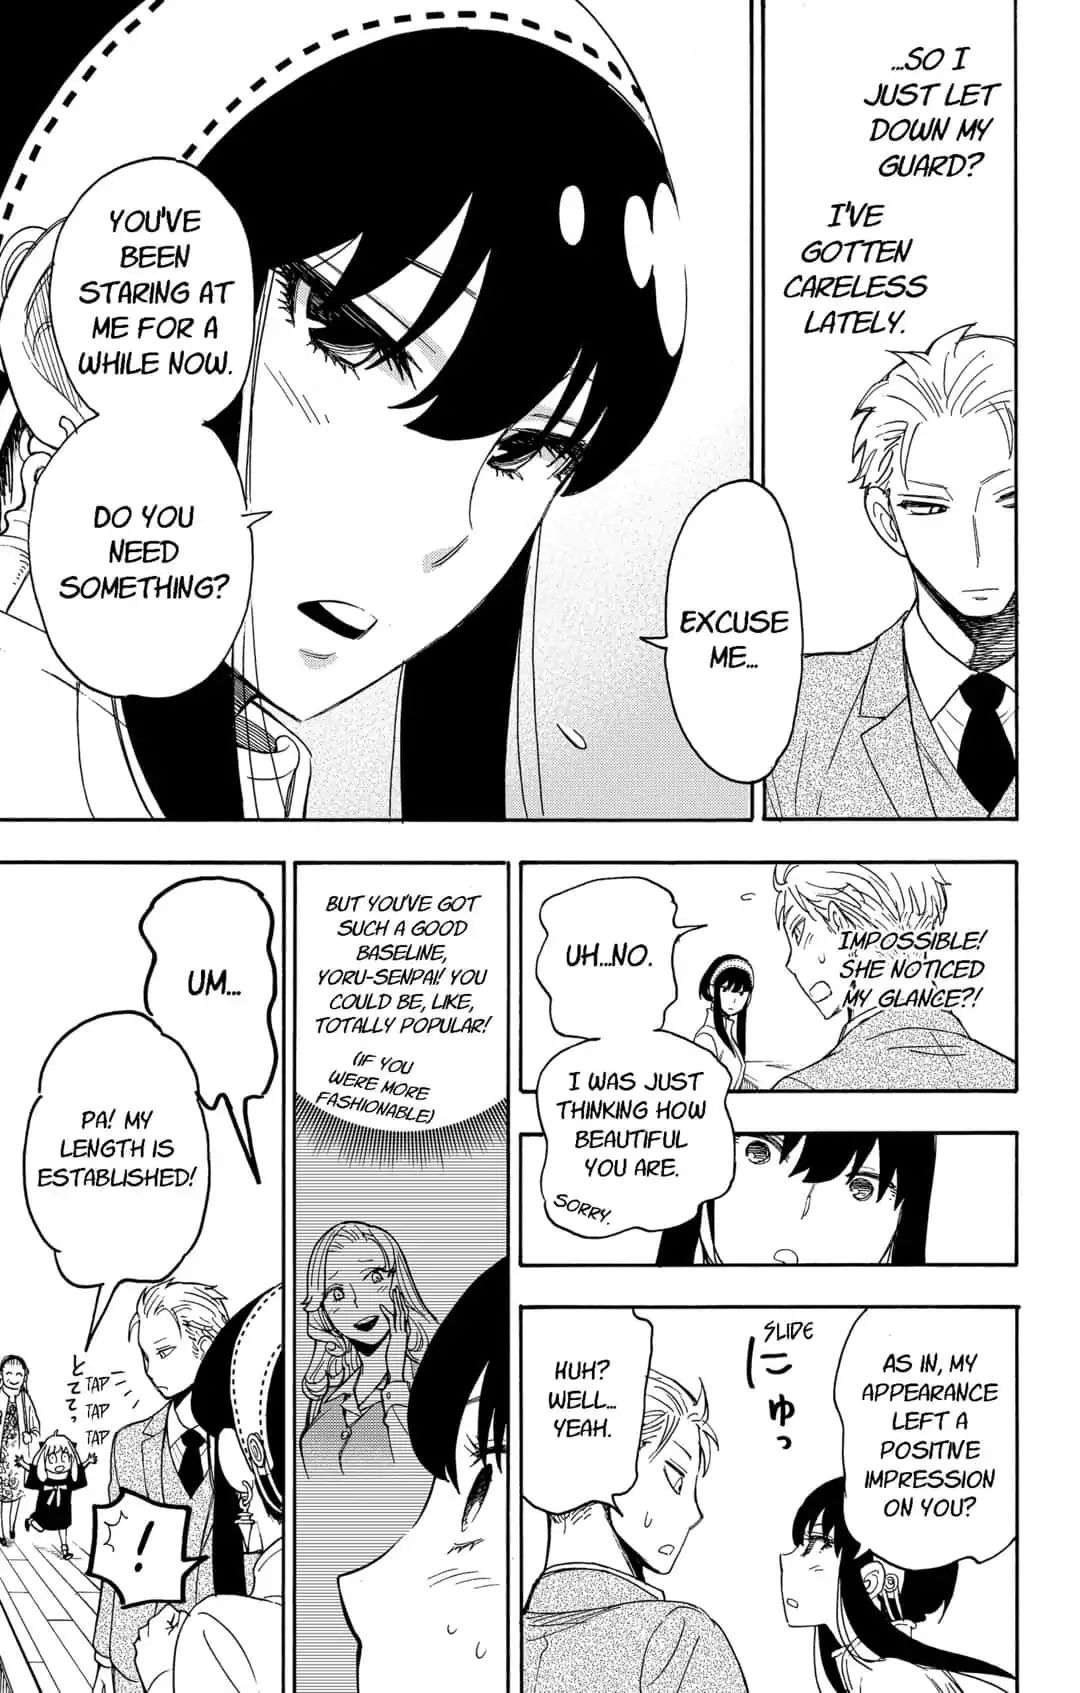 ...SO I
JUST LET
DOWN MY
GUARD?
I'VE
GOTTEN
CARELESS
LATELY.
EXCUSE
ME...
YOU'VE
BEEN
STARING AT
ME FOR A
WHILE NOW.
DO YOU
NEED
SOMETHING?
IMPOSSIBLE!
SHE NOTICED
MY GLANCE?!
UH...NO.
I WAS JUST
THINKING HOW
BEAUTIFUL
YOU ARE.
SORRY.
AS IN, MY
APPEARANCE
LEFT A
POSITIVE
IMPRESSION
ON YOU?
SLIDE
にゅっ
HUH?
WELL...
YEAH.
BUT YOU'VE GOT
SUCH A GOOD
BASELINE,
YORU-SENPAI! YOU
COULD BE, LIKE,
TOTALLY POPULAR!
(IF YOU
WERE MORE
FASHIONABLE)
UM...
PA! MY
LENGTH IS
ESTABLISHED!
とててっ
TAP
TAP
TAP
!